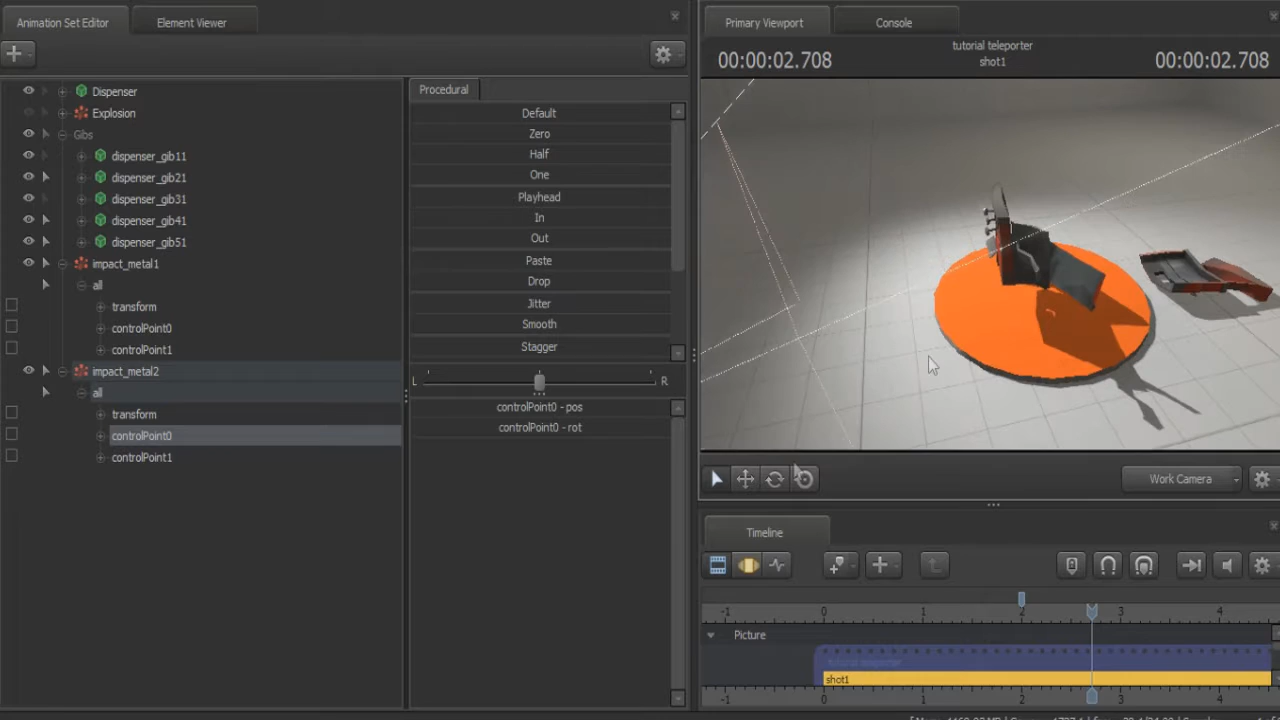 Animation Set Editor
Element Viewer
Dispenser
Explosion
Gibs
dispenser_gib11
dispenser_gib21
dispenser_gib31
dispenser_gib41
dispenser_gib51
impact_metal1
all
transform
controlPoint0
controlPoint1
impact_metal2
all
transform
controlPoint0
controlPoint1
Procedural
Default
Zero
Half
One
Playhead
In
Out
Paste
Drop
Jitter
Smooth
Stagger
L R
controlPoint0 - pos
controlPoint0 - rot
Primary Viewport
Console
00:00:02.708
tutorial teleporter
shot1
00:00:02.708
Work Camera
Timeline
-1 0 1 2 3 4
Picture
tutorial teleporter
shot1
-1 0 1 2 3 4